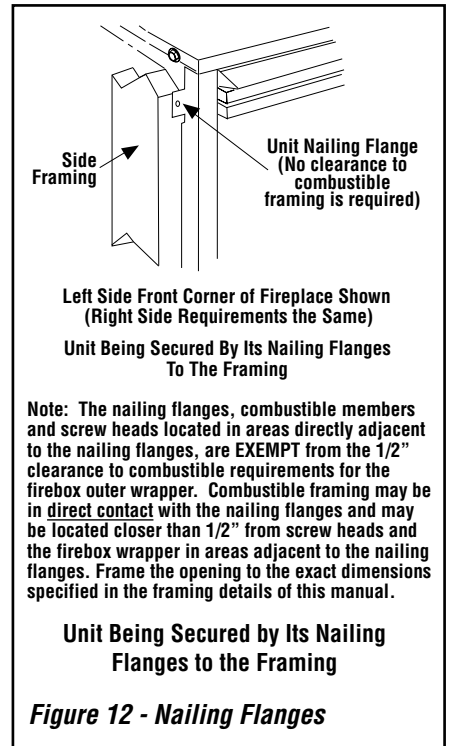 Side
Framing
Unit Nailing Flange
(No clearance to
combustible
framing is required)
Left Side Front Corner of Fireplace Shown
(Right Side Requirements the Same)
Unit Being Secured By Its Nailing Flanges
To The Framing
Note: The nailing flanges, combustible members
and screw heads located in areas directly adjacent
to the nailing flanges, are EXEMPT from the 1/2”
clearance to combustible requirements for the
firebox outer wrapper. Combustible framing may be
in direct contact with the nailing flanges and may
be located closer than 1/2” from screw heads and
the firebox wrapper in areas adjacent to the nailing
flanges. Frame the opening to the exact dimensions
specified in the framing details of this manual.
Unit Being Secured by Its Nailing
Flanges to the Framing
Figure 12 - Nailing Flanges